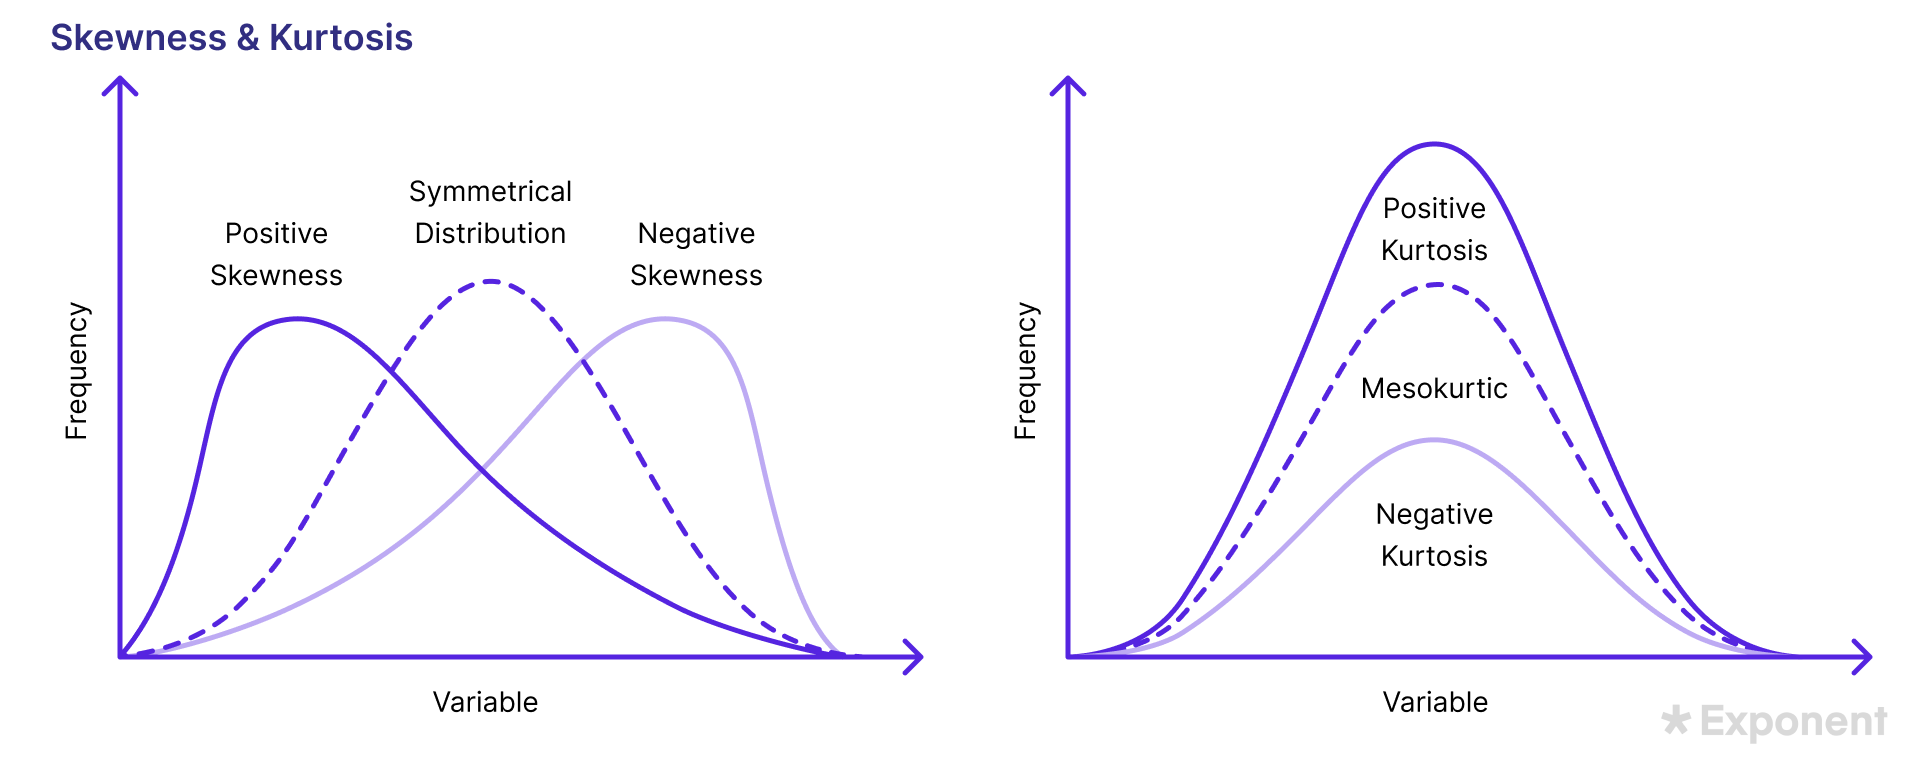 Skewness & Kurtosis
Symmetrical
Distribution
Positive
Skewness
Negative
Skewness
Frequency
Variable
Positive
Kurtosis
Mesokurtic
Negative
Kurtosis
Frequency
Variable
Exponent